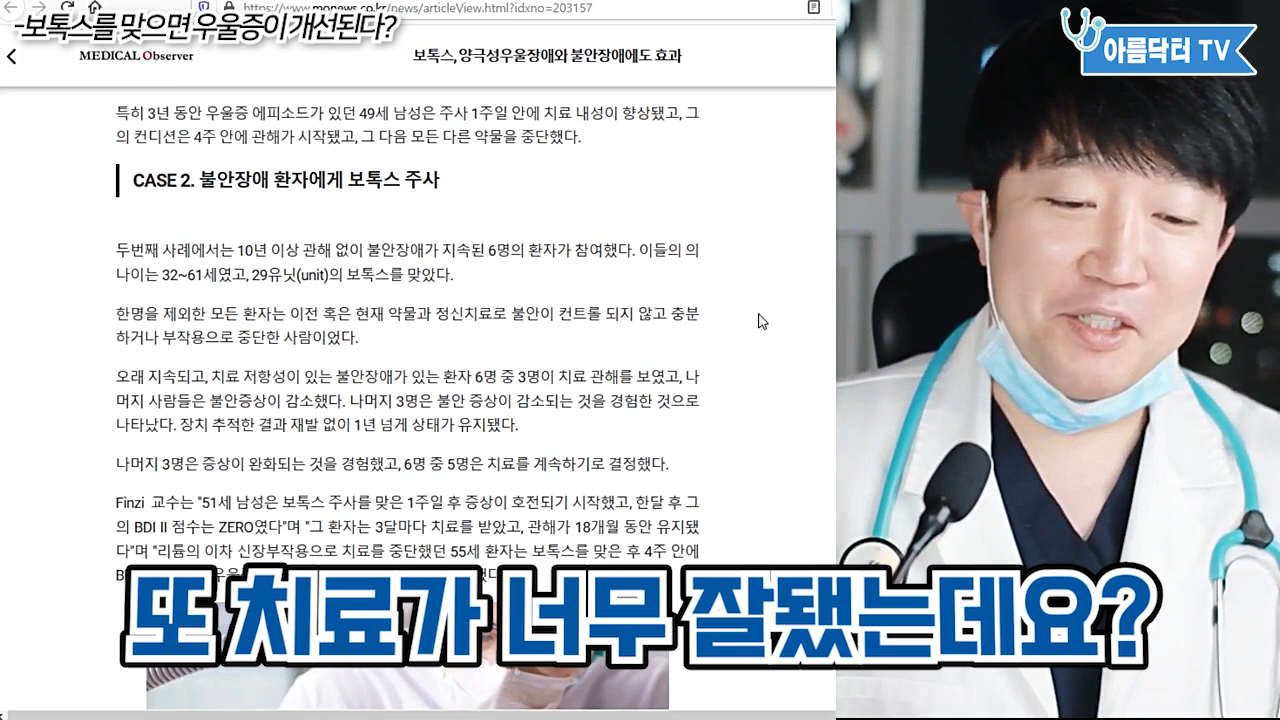 https://www.monews.co.kr/news/articleView.html?idxno=203157
-보톡스를 맞으면 우울증이 개선된다?
아름닥터 TV
MEDICAL Observer
보톡스, 양극성우울장애와 불안장애에도 효과
특히 3년 동안 우울증 에피소드가 있던 49세 남성은 주사 1주일 안에 치료 내성이 향상됐고, 그
의 컨디션은 4주 안에 관해가 시작됐고, 그 다음 모든 다른 약물을 중단했다.
CASE 2. 불안장애 환자에게 보톡스 주사
두번째 사례에서는 10년 이상 관해 없이 불안장애가 지속된 6명의 환자가 참여했다. 이들의 의
나이는 32~61세였고, 29유닛(unit)의 보톡스를 맞았다.
한명을 제외한 모든 환자는 이전 혹은 현재 약물과 정신치료로 불안이 컨트롤 되지 않고 충분
하거나 부작용으로 중단한 사람이었다.
오래 지속되고, 치료 저항성이 있는 불안장애가 있는 환자 6명 중 3명이 치료 관해를 보였고, 나
머지 사람들은 불안증상이 감소했다. 나머지 3명은 불안 증상이 감소되는 것을 경험한 것으로
나타났다. 장치 추적한 결과 재발 없이 1년 넘게 상태가 유지됐다.
나머지 3명은 증상이 완화되는 것을 경험했고, 6명 중 5명은 치료를 계속하기로 결정했다.
Finzi 교수는 "51세 남성은 보톡스 주사를 맞은 1주일 후 증상이 호전되기 시작했고, 한달 후 그
의 BDI II 점수는 ZERO였다"며 "그 환자는 3달마다 치료를 받았고, 관해가 18개월 동안 유지됐
다"며 "리튬의 이차 신장부작용으로 치료를 중단했던 55세 환자는 보톡스를 맞은 후 4주 안에
또 치료가 너무 잘됐는데요?